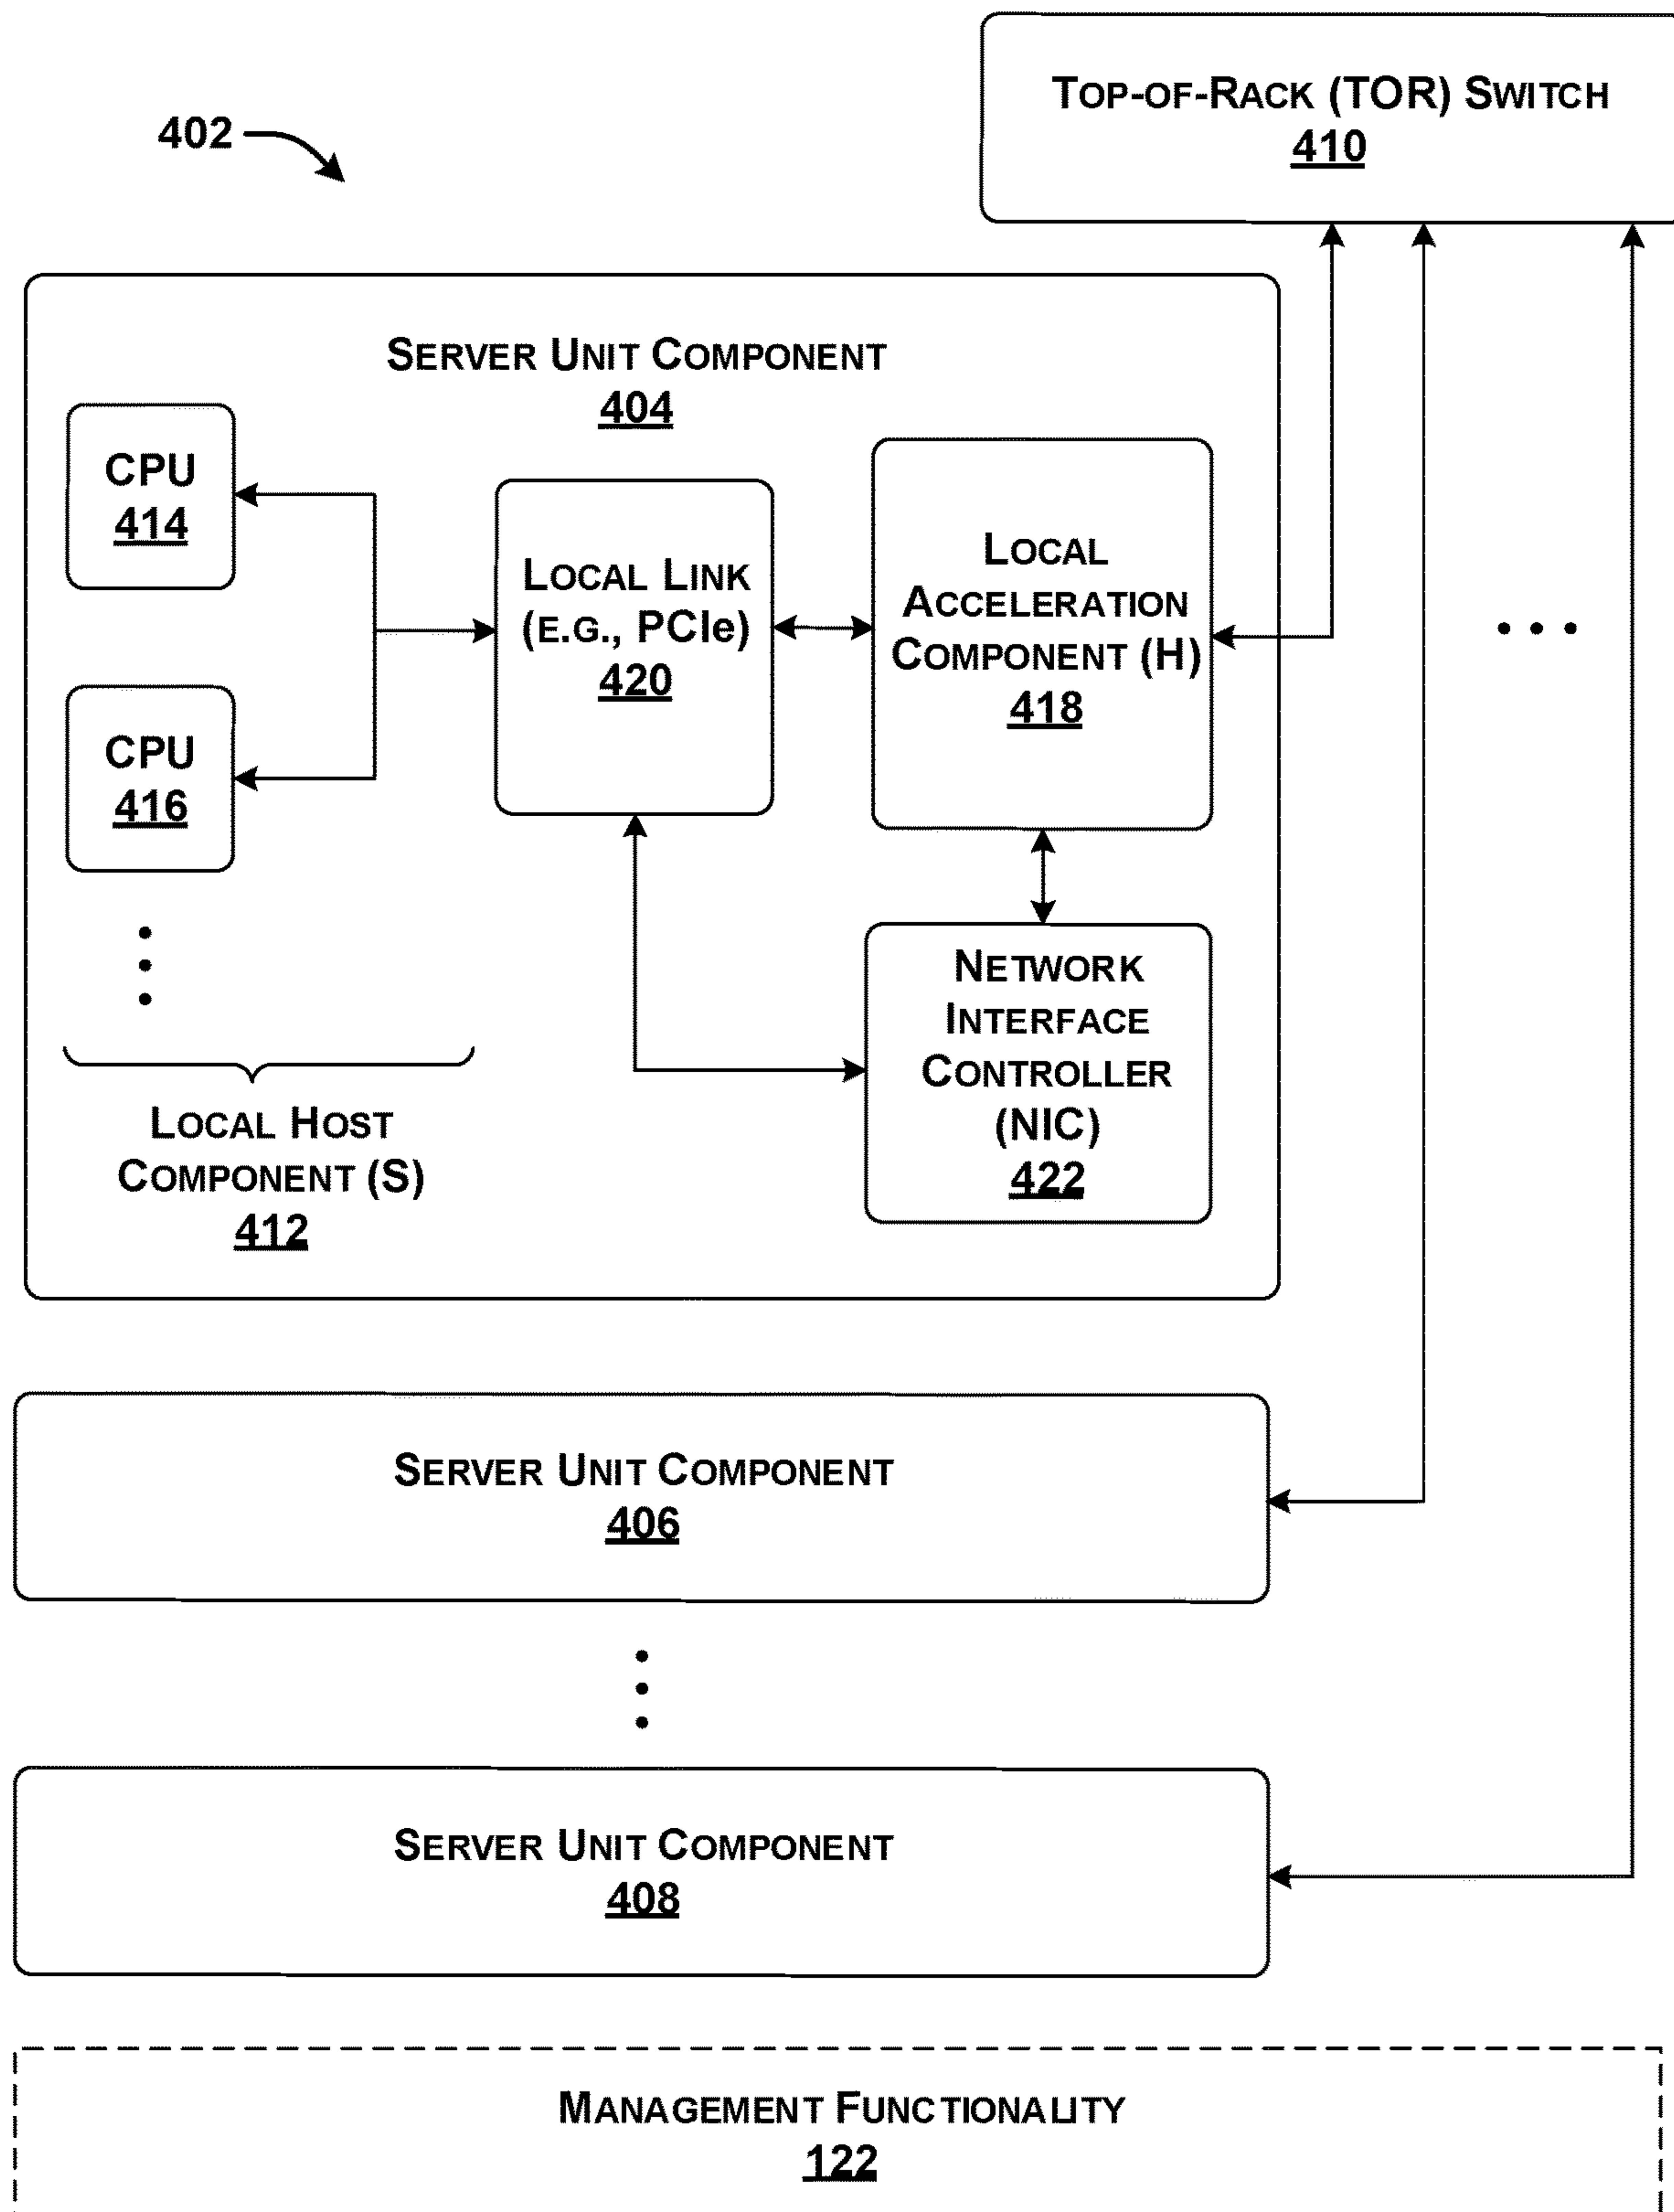 TOP-OF-RACK (TOR) SWITCH
410
402
SERVER UNIT COMPONENT
404
CPU
414
LOCAL LINK
(E.G., PCIe)
420
LOCAL
ACCELERATION
COMPONENT (H)
418
CPU
416
NETWORK
INTERFACE
CONTROLLER
(NIC)
422
LOCAL HOST
COMPONENT (S)
412
SERVER UNIT COMPONENT
406
SERVER UNIT COMPONENT
408
MANAGEMENT FUNCTIONALITY
122